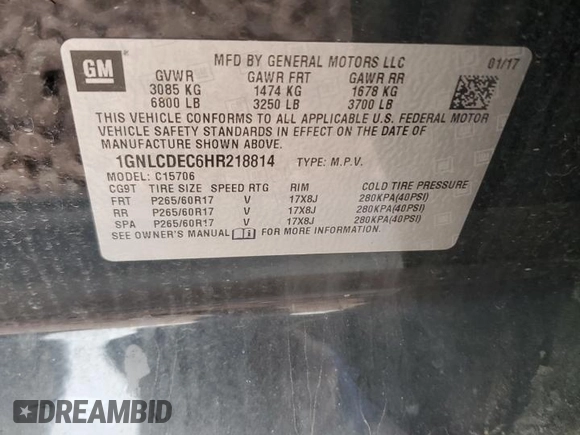 GM
MFD BY GENERAL MOTORS LLC 01/17
GVWR GAWR FRT GAWR RR
3085 KG 1474 KG 1678 KG
6800 LB 3250 LB 3700 LB
THIS VEHICLE CONFORMS TO ALL APPLICABLE U.S. FEDERAL MOTOR
VEHICLE SAFETY STANDARDS IN EFFECT ON THE DATE OF
MANUFACTURE SHOWN ABOVE.
1GNLCDEC6HR218814 TYPE: M.P.V.
MODEL: C15706
CG9T TIRE SIZE SPEED RTG RIM COLD TIRE PRESSURE
FRT P265/60R17 V 17X8J 280KPA(40PSI)
RR P265/60R17 V 17X8J 280KPA(40PSI)
SPA P265/60R17 V 17X8J 280KPA(40PSI)
SEE OWNER'S MANUAL FOR MORE INFORMATION.
DREAMBID